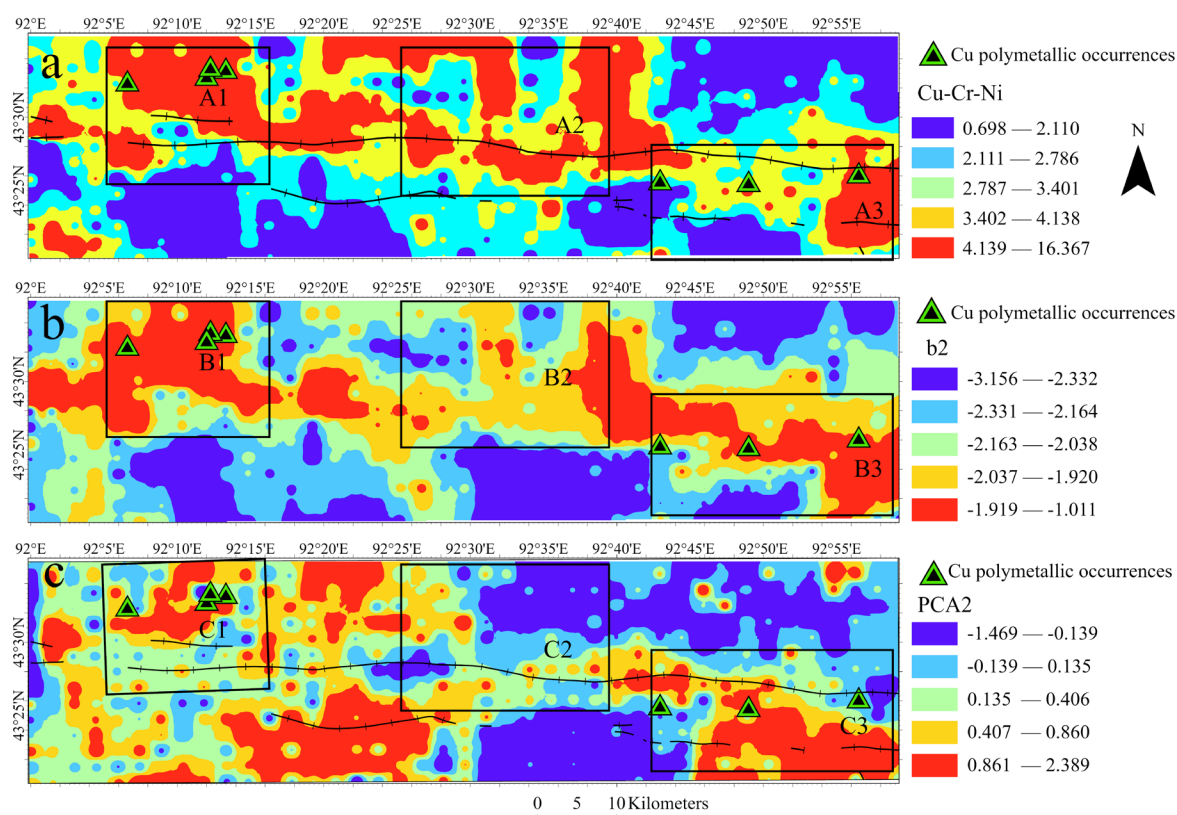 92°E 92°5'E 92°10'E 92°15'E 92°20'E 92°25'E 92°30'E 92°35'E 92°40'E 92°45'E 92°50'E 92°55'E
a
43°30'N
43°25'N
A1
A2
A3
Cu polymetallic occurrences
Cu-Cr-Ni
0.698 — 2.110
2.111 — 2.786
2.787 — 3.401
3.402 — 4.138
4.139 — 16.367
N
92°E 92°5'E 92°10'E 92°15'E 92°20'E 92°25'E 92°30'E 92°35'E 92°40'E 92°45'E 92°50'E 92°55'E
b
43°30'N
43°25'N
B1
B2
B3
Cu polymetallic occurrences
b2
-3.156 — -2.332
-2.331 — -2.164
-2.163 — -2.038
-2.037 — -1.920
-1.919 — -1.011
92°E 92°5'E 92°10'E 92°15'E 92°20'E 92°25'E 92°30'E 92°35'E 92°40'E 92°45'E 92°50'E 92°55'E
c
43°30'N
43°25'N
C1
C2
C3
Cu polymetallic occurrences
PCA2
-1.469 — -0.139
-0.139 — 0.135
0.135 — 0.406
0.407 — 0.860
0.861 — 2.389
0 5 10 Kilometers